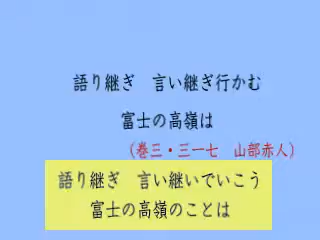 語り継ぎ　言い継ぎ行かむ
富士の高嶺は
（巻三・三一七　山部赤人）
語り継ぎ　言い継いでいこう
富士の高嶺のことは